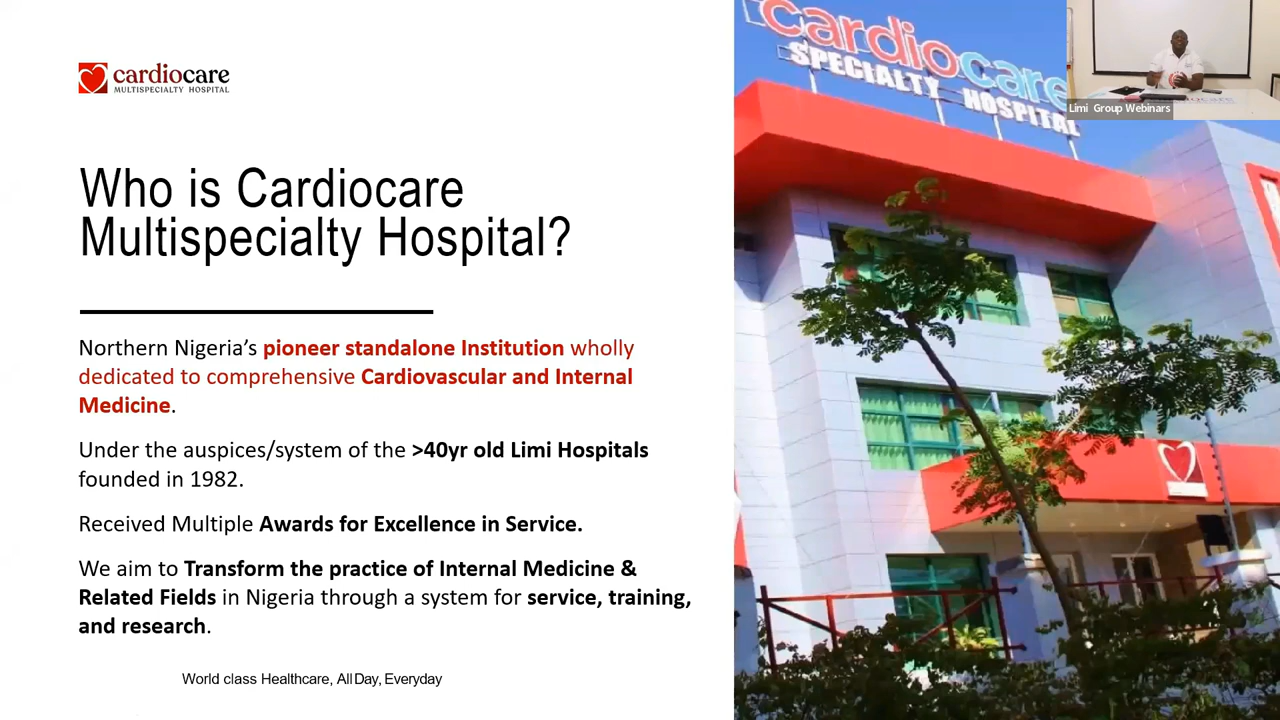 cardiocare
MULTISPECIALTY HOSPITAL
Who is Cardiocare
Multispecialty Hospital?
Northern Nigeria’s pioneer standalone Institution wholly
dedicated to comprehensive Cardiovascular and Internal
Medicine.
Under the auspices/system of the >40yr old Limi Hospitals
founded in 1982.
Received Multiple Awards for Excellence in Service.
We aim to Transform the practice of Internal Medicine &
Related Fields in Nigeria through a system for service, training,
and research.
World class Healthcare, All Day, Everyday
cardiocare
SPECIALTY HOSPITAL
Limi Group Webinars